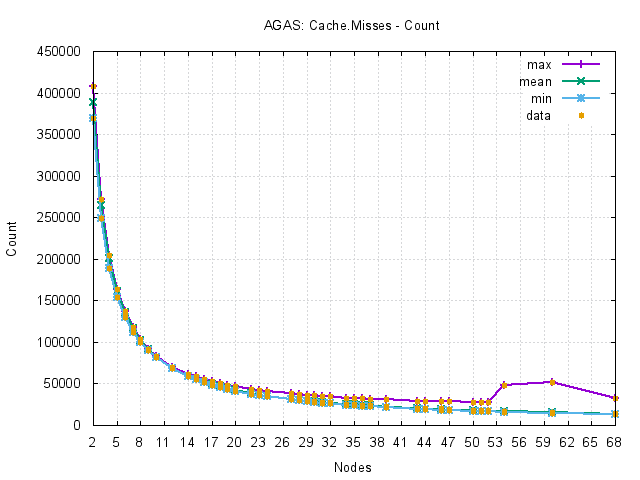 AGAS: Cache.Misses - Count
450000
400000
350000
300000
250000
200000
150000
100000
50000
0
Count
max
mean
min
data
2 5 8 11 14 17 20 23 26 29 32 35 38 41 44 47 50 53 56 59 62 65 68
Nodes